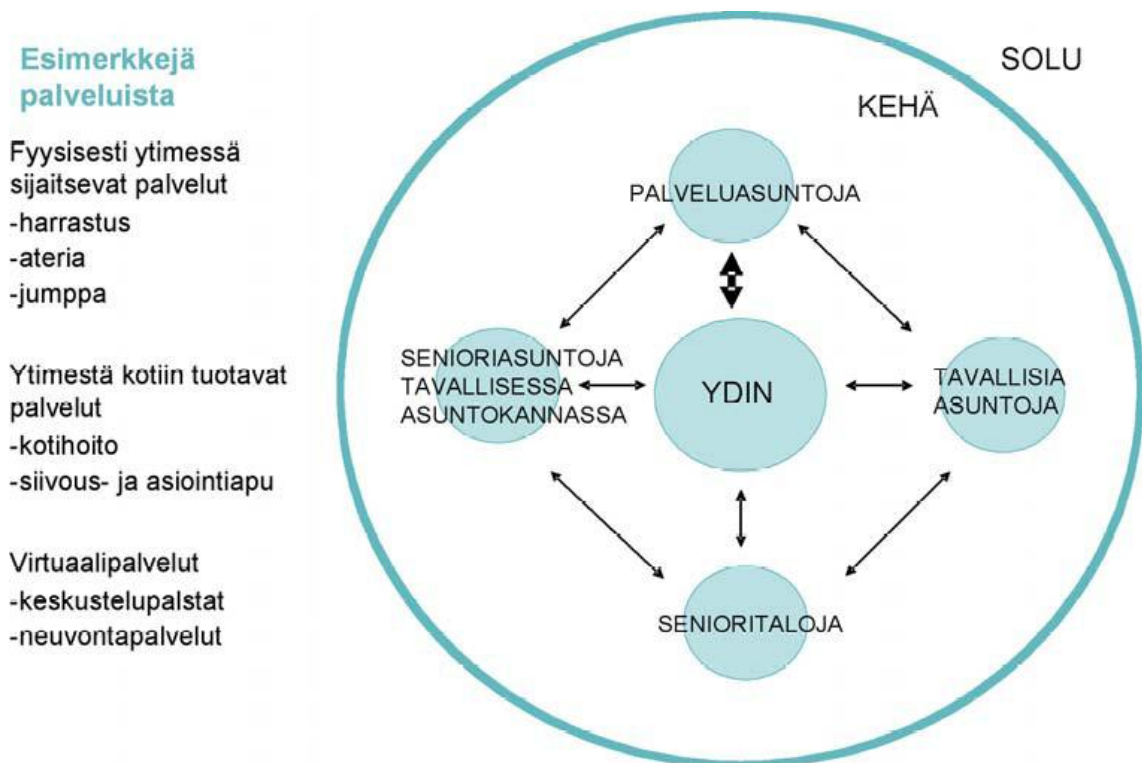 Esimerkkejä
palveluista
Fyysisesti ytimessä
sijaitsevat palvelut
-harrastus
-ateria
-jumppa
Ytimestä kotiin tuotavat
palvelut
-kotihoito
-siivous- ja asiointiapu
Virtuaalipalvelut
-keskustelupalstat
-neuvontapalvelut
SOLU
KEHÄ
PALVELUASUNTOJA
SENIORIASUNTOJA
TAVALLISESSA
ASUNTOKANNASSA
YDIN
TAVALLISIA
ASUNTOJA
SENIORITALOJA